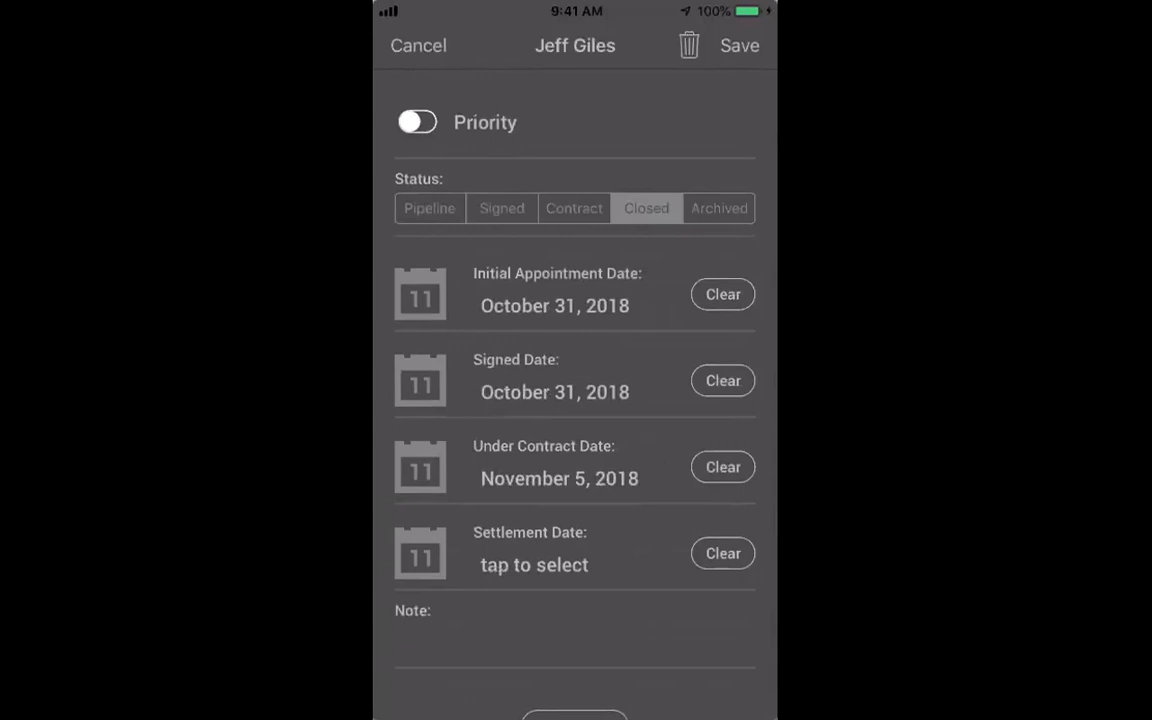 9:41 AM 100%
Cancel Jeff Giles Save
Priority
Status:
Pipeline Signed Contract Closed Archived
Initial Appointment Date:
11 October 31, 2018 Clear
Signed Date:
11 October 31, 2018 Clear
Under Contract Date:
11 November 5, 2018 Clear
Settlement Date:
11 tap to select Clear
Note: